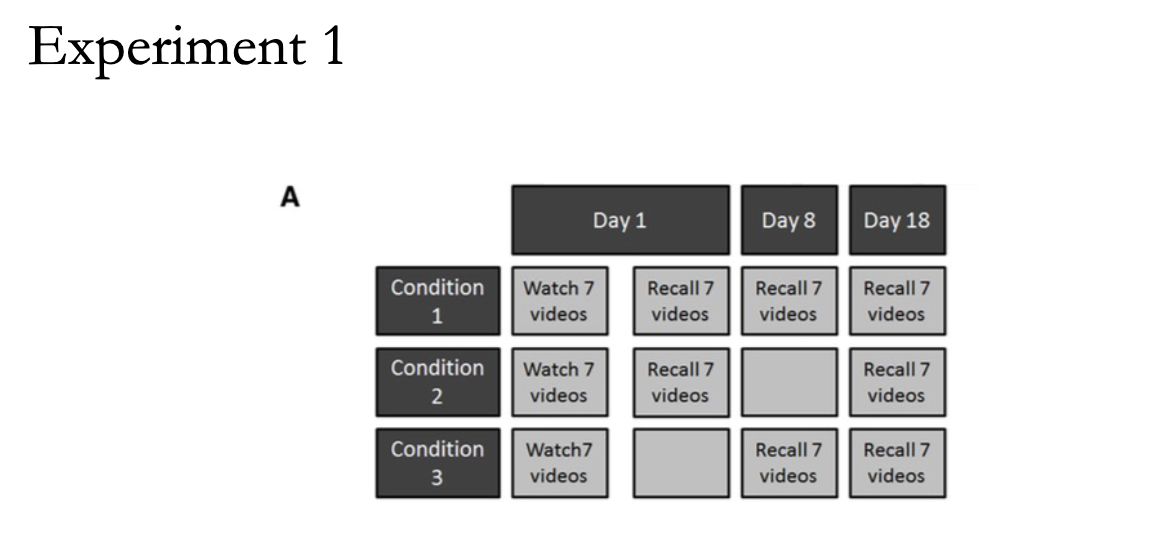 Experiment 1
A
Day 1
Day 8
Day 18
Condition
1
Watch 7
videos
Recall 7
videos
Recall 7
videos
Recall 7
videos
Condition
2
Watch 7
videos
Recall 7
videos
Recall 7
videos
Condition
3
Watch7
videos
Recall 7
videos
Recall 7
videos